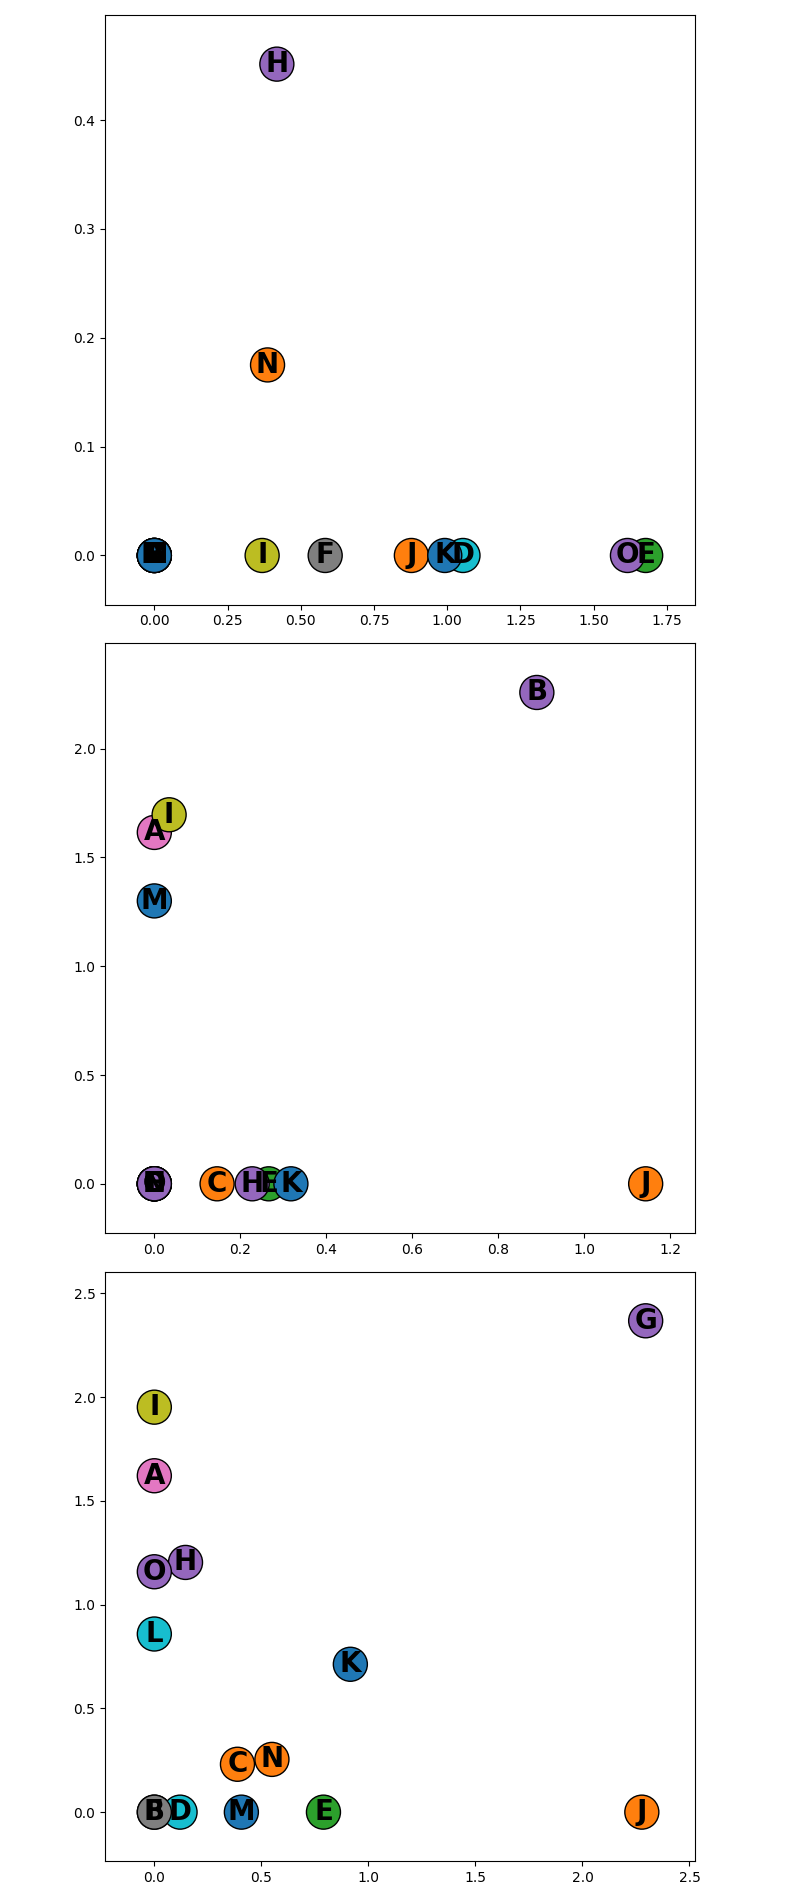 H
0.4
0.3
0.2
N
0.1
0.0
I F J K D O E
0.00 0.25 0.50 0.75 1.00 1.25 1.50 1.75
B
2.0
I
A
1.5
M
1.0
0.5
0.0
C H E K J
0.0 0.2 0.4 0.6 0.8 1.0 1.2
2.5
G
2.0
I
A
1.5
O H
1.0
L
K
0.5
C N
0.0
B D M E J
0.0 0.5 1.0 1.5 2.0 2.5